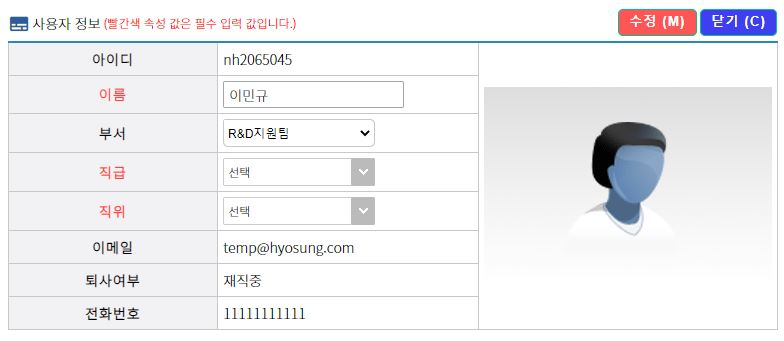 사용자 정보 (빨간색 속성 값은 필수 입력 값입니다.) 수정 (M) 닫기 (C)
아이디 nh2065045
이름 이민규
부서 R&D지원팀
직급 선택
직위 선택
이메일 temp@hyosung.com
퇴사여부 재직중
전화번호 11111111111